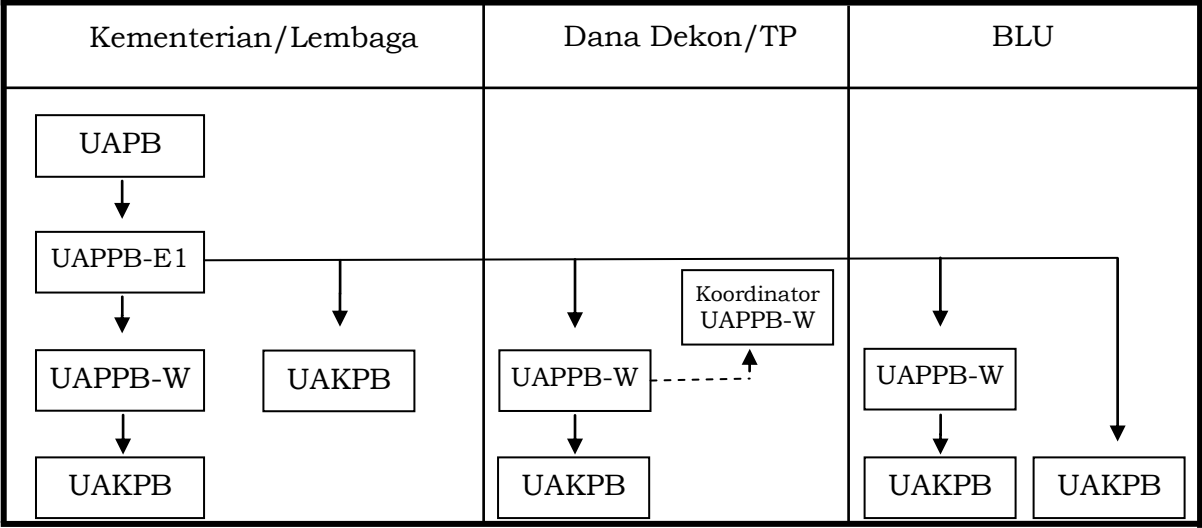 Kementerian/Lembaga
Dana Dekon/TP
BLU
UAPB
UAPPB-E1
Koordinator
UAPPB-W
UAPPB-W
UAKPB
UAPPB-W
UAPPB-W
UAKPB
UAKPB
UAKPB
UAKPB